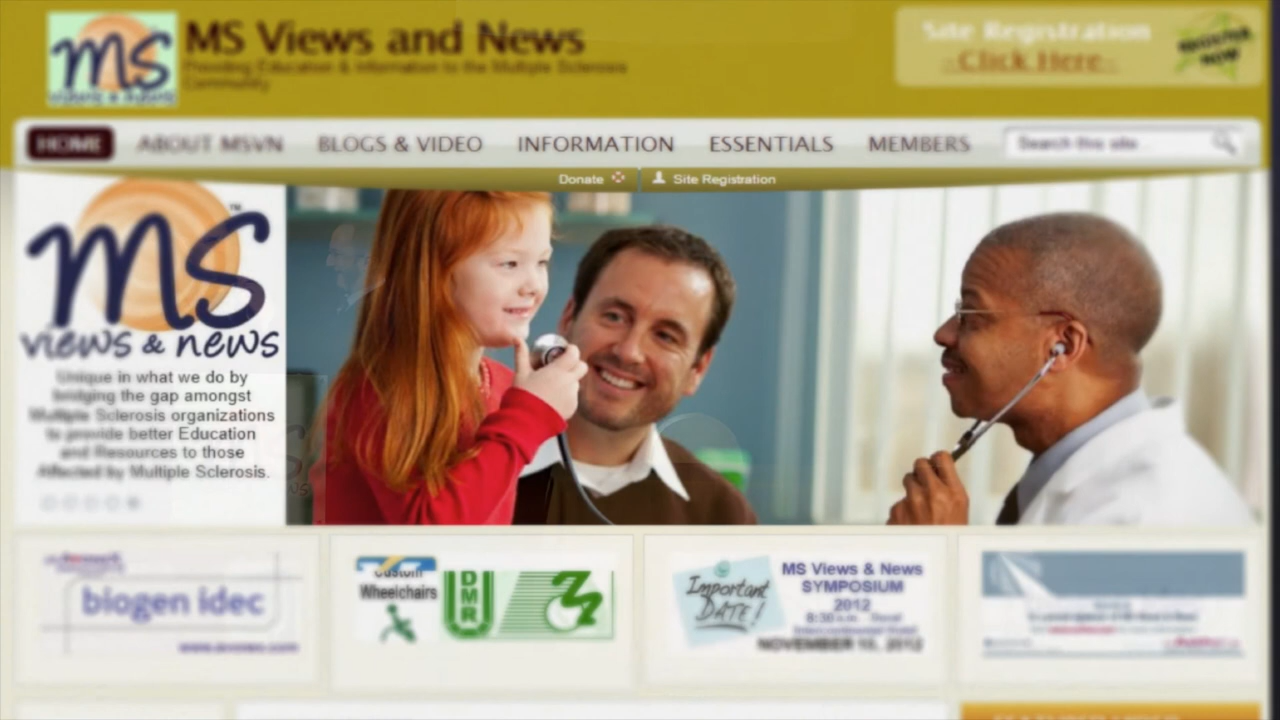 MS
views & news
MS Views and News
Providing Education & Information to the Multiple Sclerosis
Community
Site Registration
Click Here
REGISTER
NOW
HOME
ABOUT MSVN
BLOGS & VIDEO
INFORMATION
ESSENTIALS
MEMBERS
Search this site
Donate
Site Registration
MS™
views & news
Unique in what we do by
bridging the gap amongst
Multiple Sclerosis organizations
to provide better Education
and Resources to those
Affected by Multiple Sclerosis.
biogen idec
Custom
Wheelchairs
DMR
Important
DATE!
MS Views & News
SYMPOSIUM
2012
NOVEMBER 10, 2012